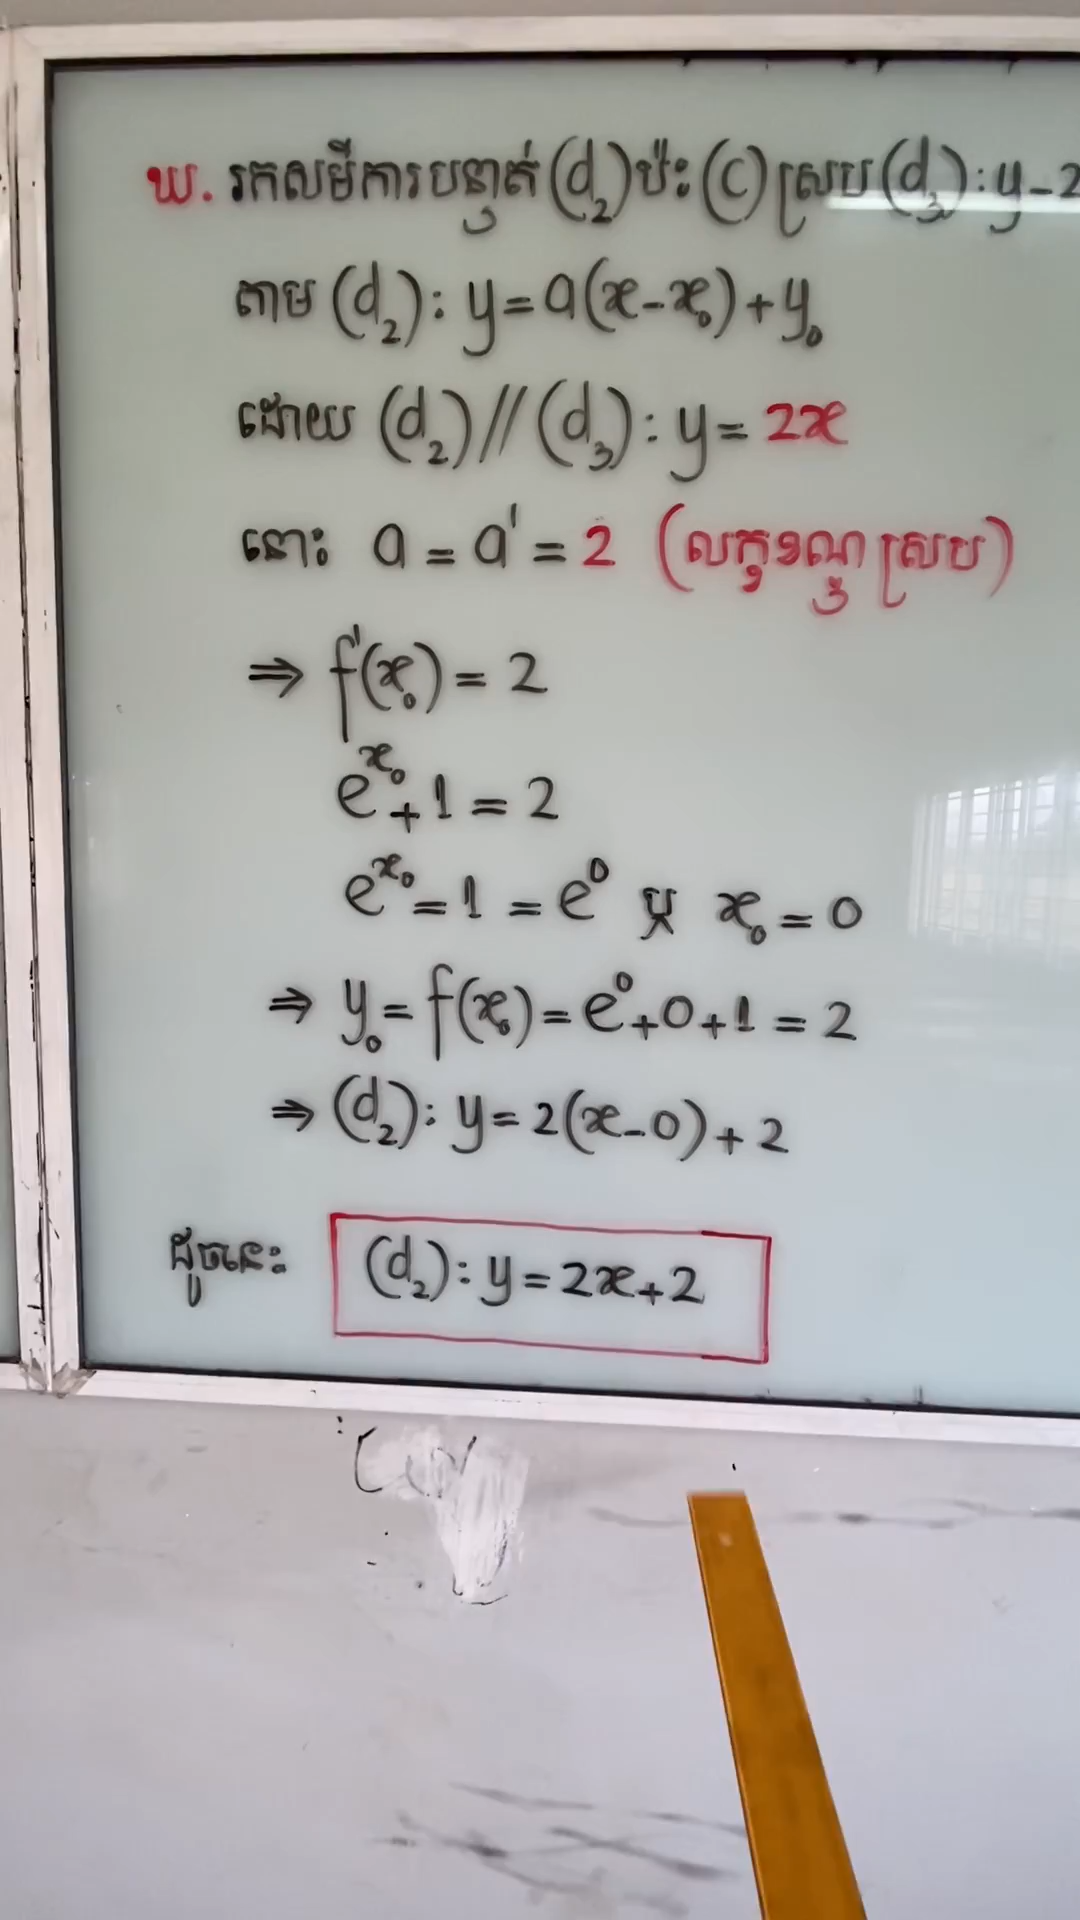 ឃ. រកសមីការបន្ទាត់ (d₂) ប៉ះ (C) ស្រប (d₃) : y - 2
តាម (d₂) : y = a(x - x₀) + y₀
ដោយ (d₂) // (d₃) : y = 2x
នោះ a = a' = 2 (លក្ខខណ្ឌស្រប)
⇒ f'(x₀) = 2
e^x₀ + 1 = 2
e^x₀ = 1 = e⁰ ឬ x₀ = 0
⇒ y₀ = f(x₀) = e⁰ + 0 + 1 = 2
⇒ (d₂) : y = 2(x - 0) + 2
ដូចនេះ (d₂) : y = 2x + 2